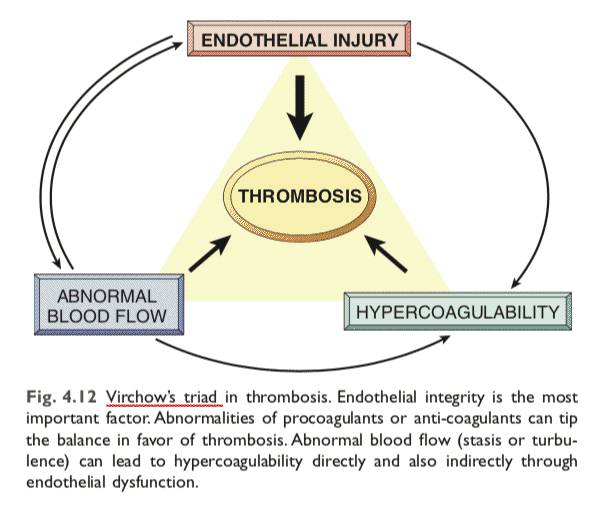 ENDOTHELIAL INJURY
THROMBOSIS
ABNORMAL
BLOOD FLOW
HYPERCOAGULABILITY
Fig. 4.12 Virchow's triad in thrombosis. Endothelial integrity is the most
important factor. Abnormalities of procoagulants or anti-coagulants can tip
the balance in favor of thrombosis. Abnormal blood flow (stasis or turbu-
lence) can lead to hypercoagulability directly and also indirectly through
endothelial dysfunction.